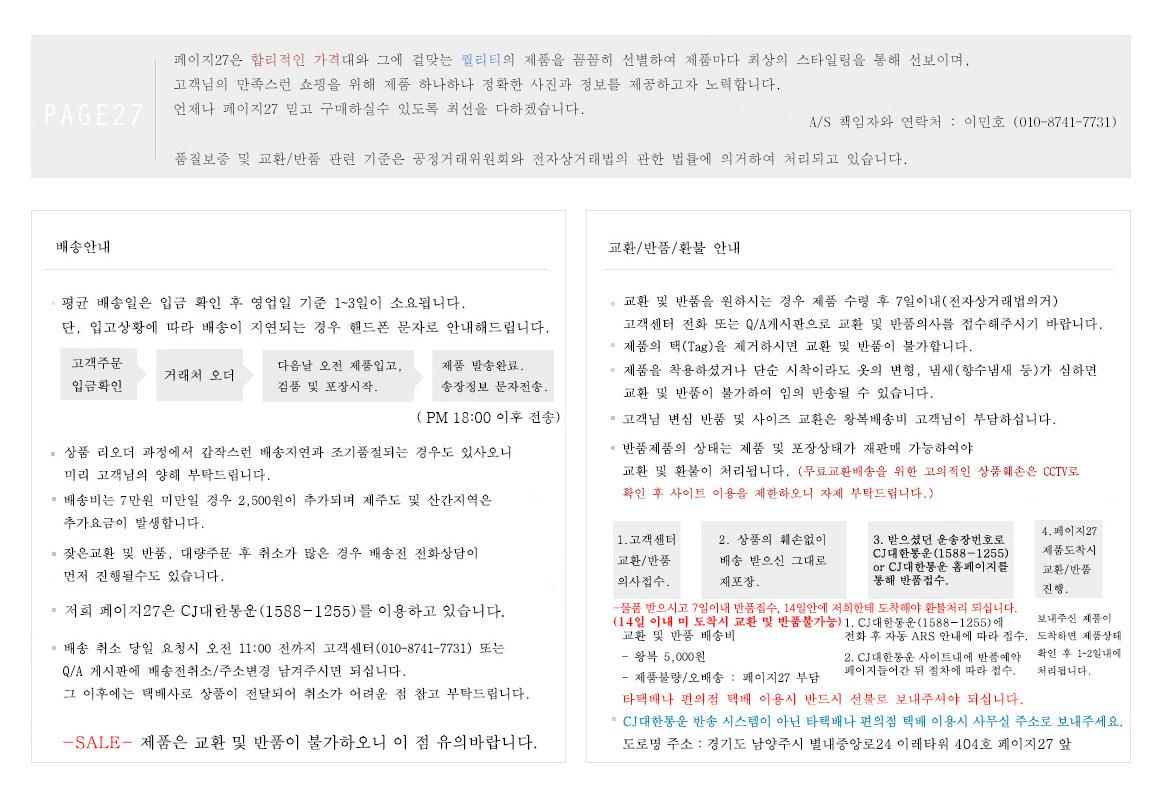 PAGE27
페이지27은 합리적인 가격대와 그에 걸맞는 퀄리티의 제품을 꼼꼼히 선별하여 제품마다 최상의 스타일링을 통해 선보이며,
고객님의 만족스런 쇼핑을 위해 제품 하나하나 정확한 사진과 정보를 제공하고자 노력합니다.
언제나 페이지27 믿고 구매하실수 있도록 최선을 다하겠습니다.
A/S 책임자와 연락처 : 이민호 (010-8741-7731)
품질보증 및 교환/반품 관련 기준은 공정거래위원회와 전자상거래법의 관한 법률에 의거하여 처리되고 있습니다.
배송안내
평균 배송일은 입금 확인 후 영업일 기준 1~3일이 소요됩니다.
단, 입고상황에 따라 배송이 지연되는 경우 핸드폰 문자로 안내해드립니다.
고객주문
입금확인
거래처 오더
다음날 오전 제품입고,
검품 및 포장시작.
제품 발송완료.
송장정보 문자전송.
( PM 18:00 이후 전송)
상품 리오더 과정에서 갑작스런 배송지연과 조기품절되는 경우도 있사오니
미리 고객님의 양해 부탁드립니다.
배송비는 7만원 미만일 경우 2,500원이 추가되며 제주도 및 산간지역은
추가요금이 발생합니다.
잦은교환 및 반품, 대량주문 후 취소가 많은 경우 배송전 전화상담이
먼저 진행될수도 있습니다.
저희 페이지27은 CJ대한통운(1588-1255)를 이용하고 있습니다.
배송 취소 당일 요청시 오전 11:00 전까지 고객센터(010-8741-7731) 또는
Q/A 게시판에 배송전취소/주소변경 남겨주시면 되십니다.
그 이후에는 택배사로 상품이 전달되어 취소가 어려운 점 참고 부탁드립니다.
-SALE- 제품은 교환 및 반품이 불가하오니 이 점 유의바랍니다.
교환/반품/환불 안내
교환 및 반품을 원하시는 경우 제품 수령 후 7일이내(전자상거래법의거)
고객센터 전화 또는 Q/A게시판으로 교환 및 반품의사를 접수해주시기 바랍니다.
제품의 택(Tag)을 제거하시면 교환 및 반품이 불가합니다.
제품을 착용하셨거나 단순 시착이라도 옷의 변형, 냄새(향수냄새 등)가 심하면
교환 및 반품이 불가하여 임의 반송될 수 있습니다.
고객님 변심 반품 및 사이즈 교환은 왕복배송비 고객님이 부담하십니다.
반품제품의 상태는 제품 및 포장상태가 재판매 가능하여야
교환 및 환불이 처리됩니다. (무료교환배송을 위한 고의적인 상품훼손은 CCTV로
확인 후 사이트 이용을 제한하오니 자제 부탁드립니다.)
1.고객센터
교환/반품
의사접수.
2. 상품의 훼손없이
배송 받으신 그대로
재포장.
3. 받으셨던 운송장번호로
CJ대한통운(1588-1255)
or CJ대한통운 홈페이지를
통해 반품접수.
4.페이지27
제품도착시
교환/반품
진행.
-물품 받으시고 7일이내 반품접수, 14일안에 저희한테 도착해야 환불처리 되십니다.
(14일 이내 미 도착시 교환 및 반품불가능)
교환 및 반품 배송비
- 왕복 5,000원
- 제품불량/오배송 : 페이지27 부담
1. CJ대한통운(1588-1255)에
전화 후 자동 ARS 안내에 따라 접수.
2. CJ대한통운 사이트내에 반품예약
페이지들어간 뒤 절차에 따라 접수.
보내주신 제품이
도착하면 제품상태
확인 후 1~2일내에
처리됩니다.
타택배나 편의점 택배 이용시 반드시 선불로 보내주셔야 되십니다.
CJ대한통운 반송 시스템이 아닌 타택배나 편의점 택배 이용시 사무실 주소로 보내주세요.
도로명 주소 : 경기도 남양주시 별내중앙로24 이레타워 404호 페이지27 앞